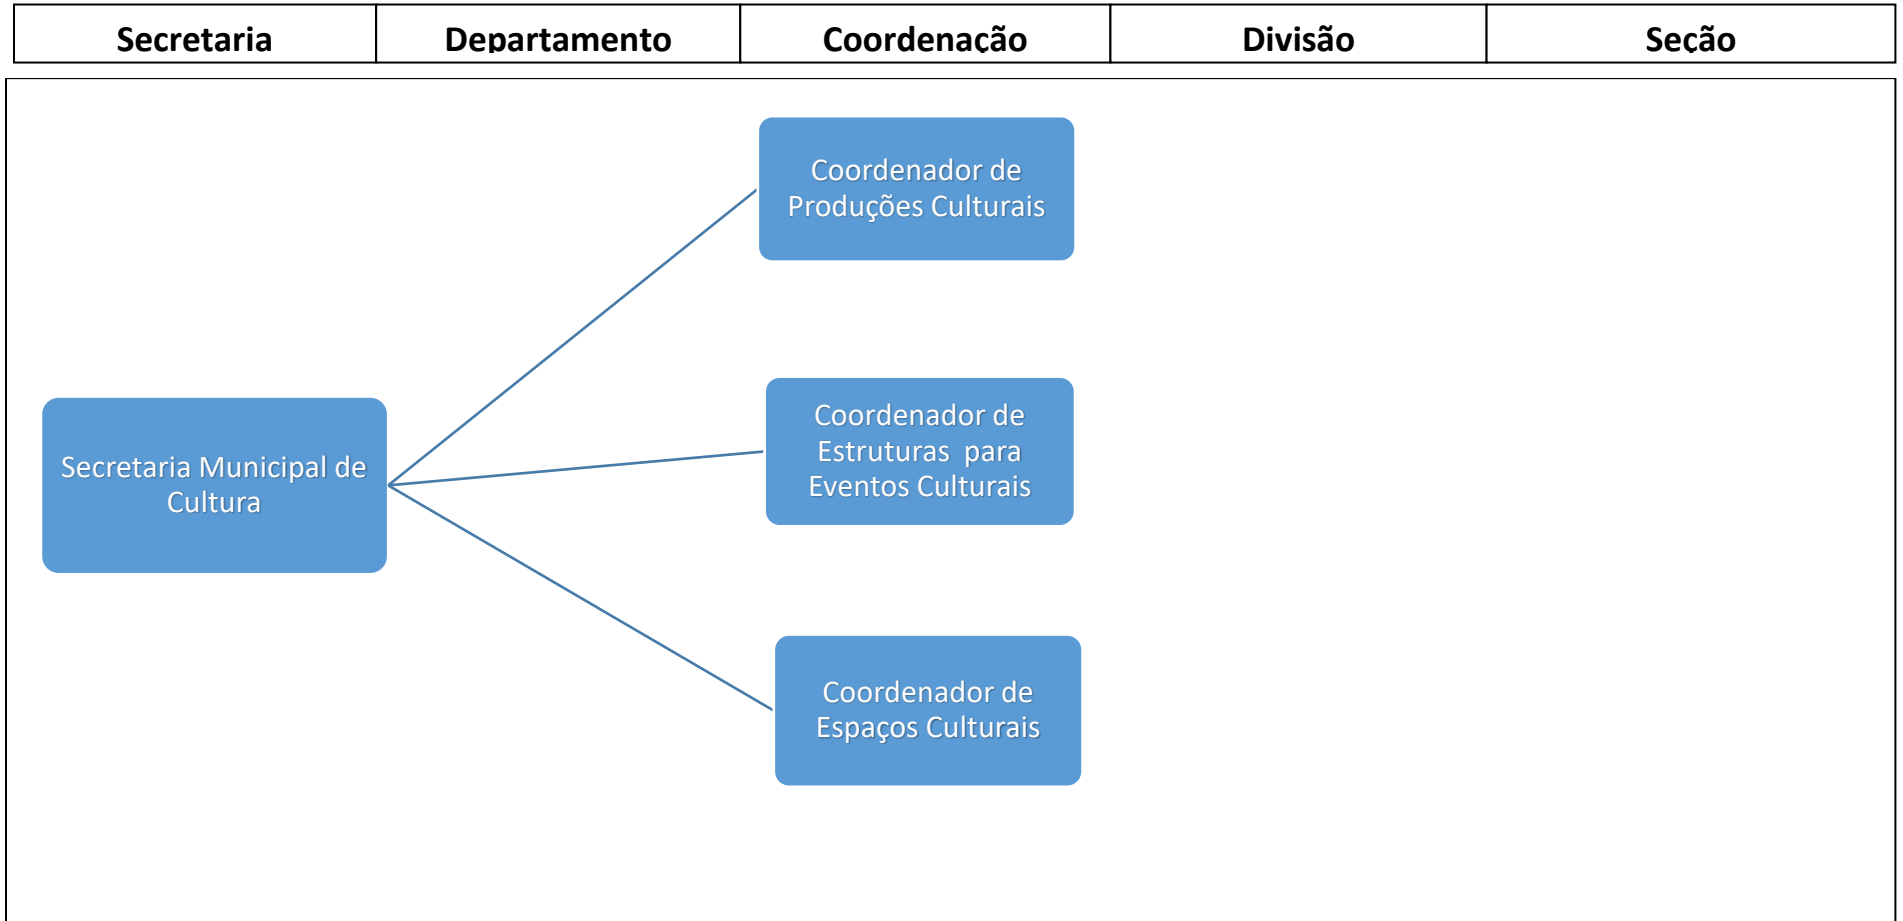 Secretaria Departamento Coordenação Divisão Seção
Coordenador de
Produções Culturais
Coordenador de
Estruturas  para
Eventos Culturais
Secretaria Municipal de
Cultura
Coordenador de
Espaços Culturais